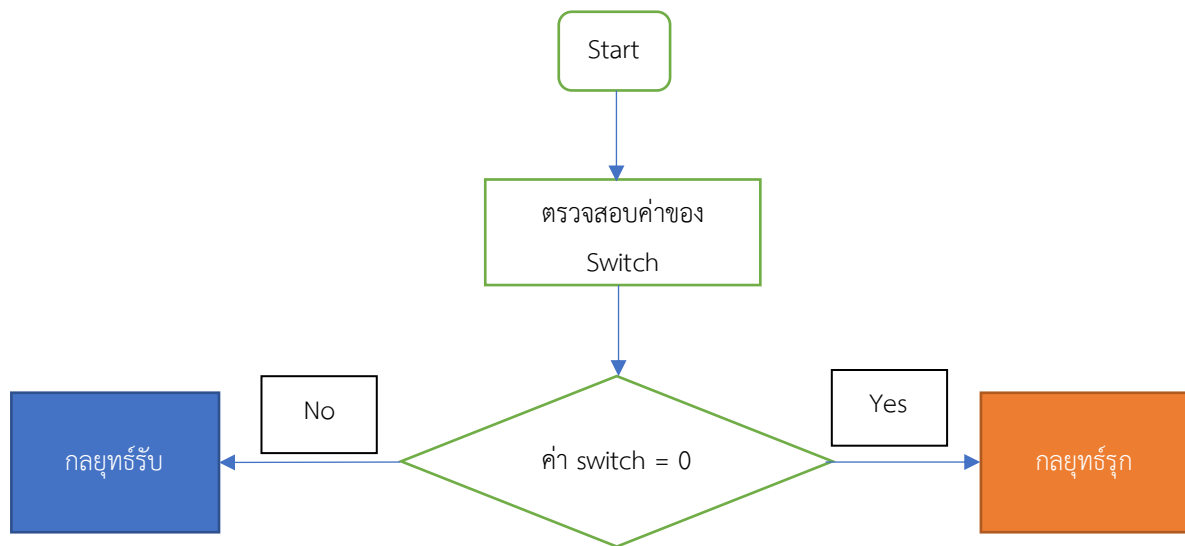 Start
ตรวจสอบค่าของ
Switch
No
Yes
กลยุทธ์รับ
ค่า switch = 0
กลยุทธ์รุก